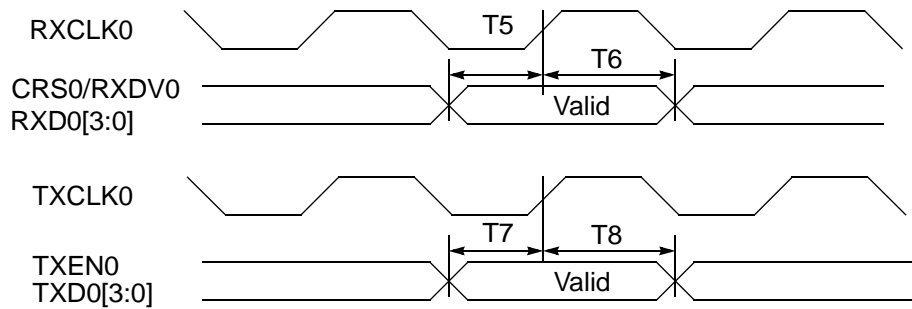 RXCLK0
T5
T6
CRS0/RXDV0
RXD0[3:0]
Valid
TXCLK0
T7
T8
TXEN0
TXD0[3:0]
Valid